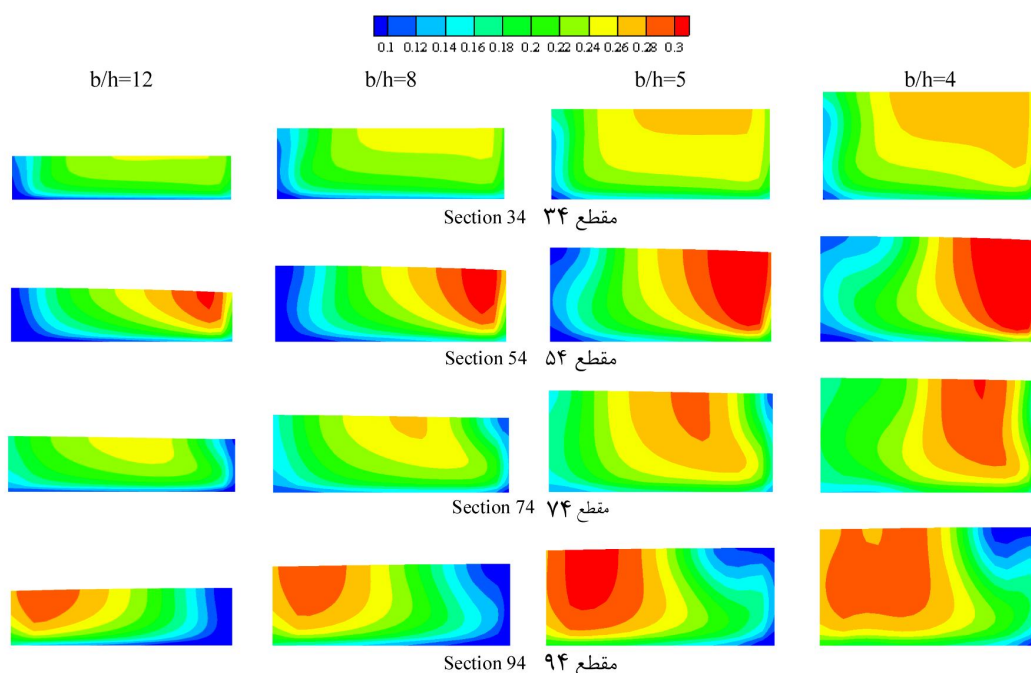 0.1 0.12 0.14 0.16 0.18 0.2 0.22 0.24 0.26 0.28 0.3
b/h=12 b/h=8 b/h=5 b/h=4
Section 34 مقطع ۳۴
Section 54 مقطع ۵۴
Section 74 مقطع ۷۴
Section 94 مقطع ۹۴